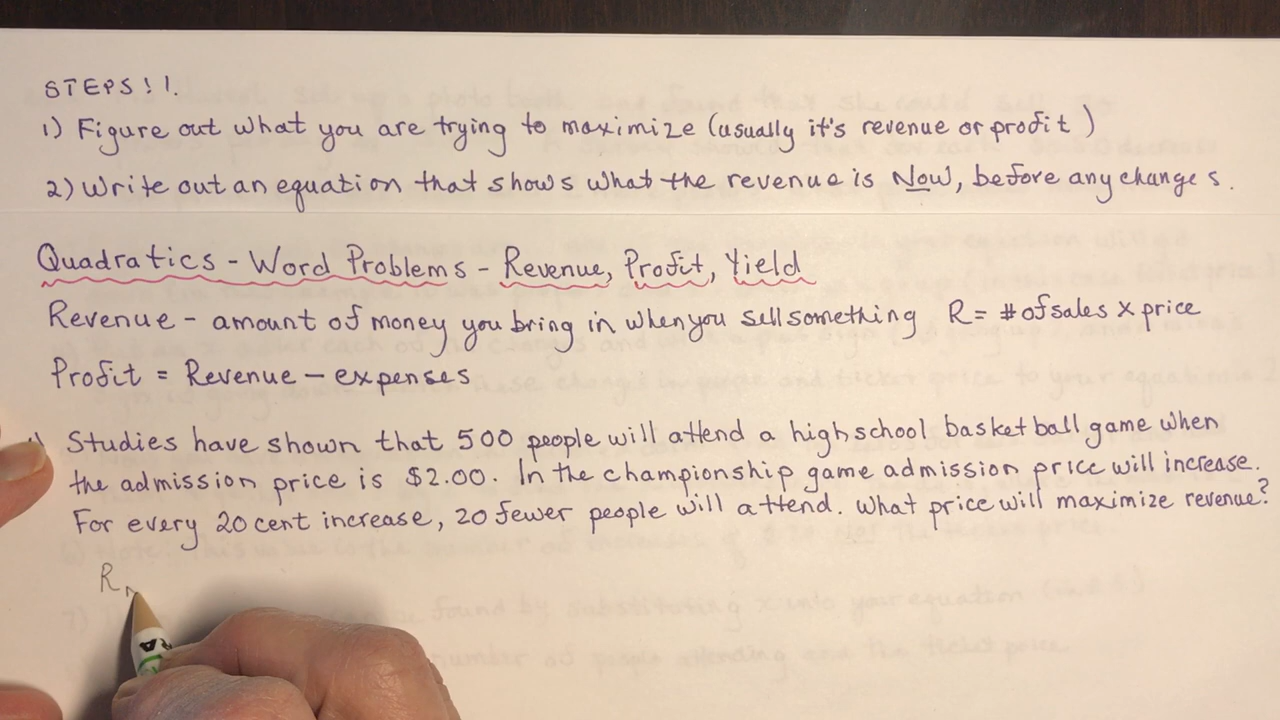 STEPS!!.
1) Figure out what you are trying to maximize (usually it's revenue or profit)
2) Write out an equation that shows what the revenue is Now, before any changes.
Quadratics - Word Problems - Revenue, Profit, Yield
Revenue - amount of money you bring in when you sell something R = # of sales x price
Profit = Revenue - expenses
Studies have shown that 500 people will attend a high school basketball game when
the admission price is $2.00. In the championship game admission price will increase.
For every 20 cent increase, 20 fewer people will attend. What price will maximize revenue?
R